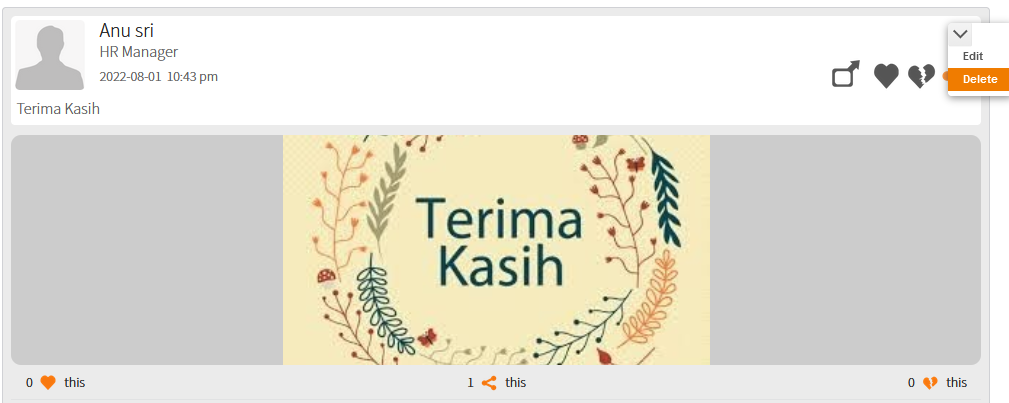 Anu sri
HR Manager
2022-08-01 10:43 pm
Edit
Delete
Terima Kasih
Terima
Kasih
0 this
1 this
0 this